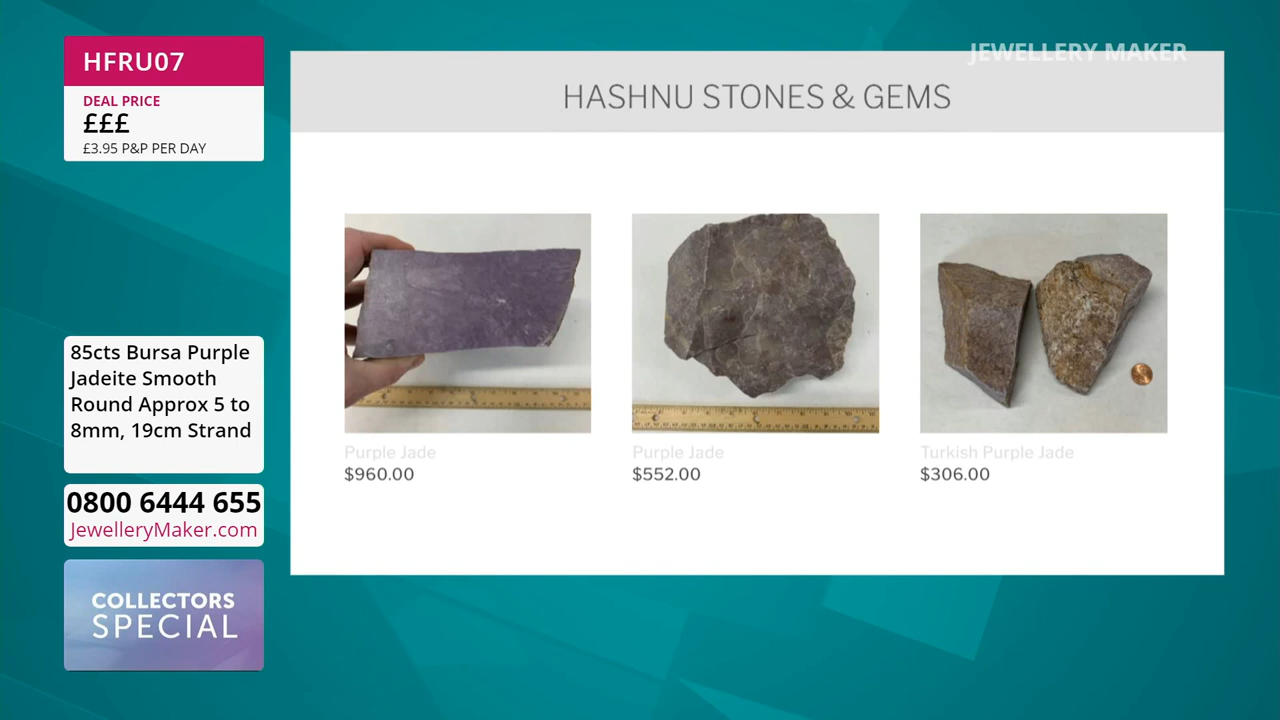 HFRU07
DEAL PRICE
£££
£3.95 P&P PER DAY
85cts Bursa Purple
Jadeite Smooth
Round Approx 5 to
8mm, 19cm Strand
0800 6444 655
JewelleryMaker.com
COLLECTORS
SPECIAL
JEWELLERY MAKER
HASHNU STONES & GEMS
Purple Jade
$960.00
Purple Jade
$552.00
Turkish Purple Jade
$306.00